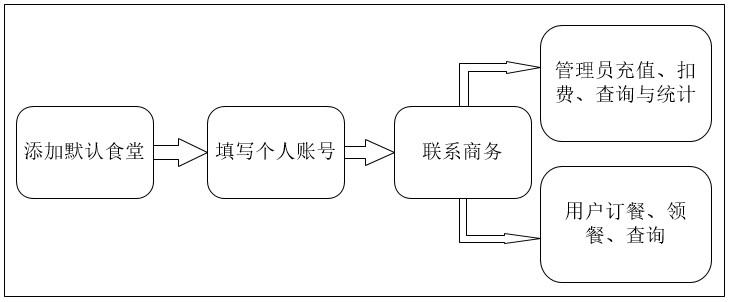 添加默认食堂
填写个人账号
联系商务
管理员充值、扣
费、查询与统计
用户订餐、领
餐、查询